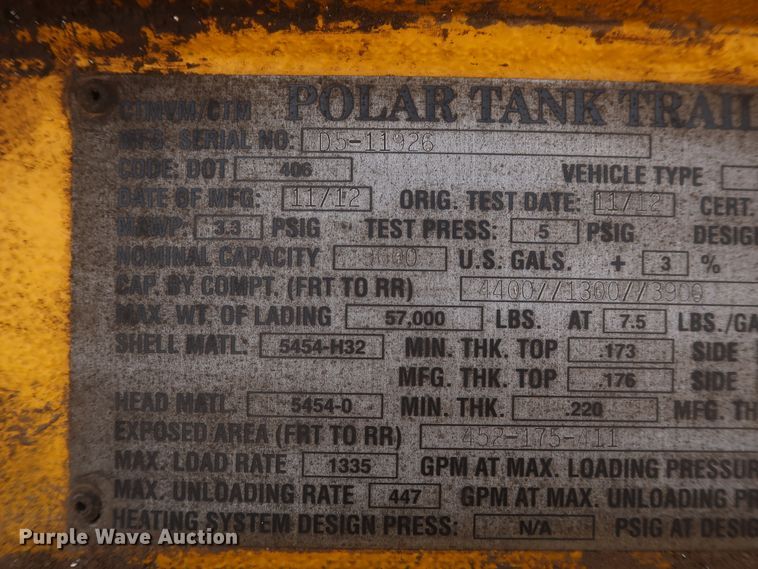 CTMVM/CTM POLAR TANK TRAIL
MFG. SERIAL NO: D5-11926
CODE: DOT 406 VEHICLE TYPE
DATE OF MFG: 11/12 ORIG. TEST DATE: 11/12 CERT.
MAWP: 3.3 PSIG TEST PRESS: 5 PSIG DESIG
NOMINAL CAPACITY U.S. GALS. + 3 %
CAP. BY COMPT. (FRT TO RR) 4400//1300//3900
MAX. WT. OF LADING 57,000 LBS. AT 7.5 LBS./GA
SHELL MATL: 5454-H32 MIN. THK. TOP .173 SIDE
MFG. THK. TOP .176 SIDE
HEAD MATL. 5454-0 MIN. THK. .220 MFG. TH
EXPOSED AREA (FRT TO RR) 452-175-411
MAX. LOAD RATE 1335 GPM AT MAX. LOADING PRESSUR
MAX. UNLOADING RATE 447 GPM AT MAX. UNLOADING PR
HEATING SYSTEM DESIGN PRESS: N/A PSIG AT DESIG
Purple Wave Auction